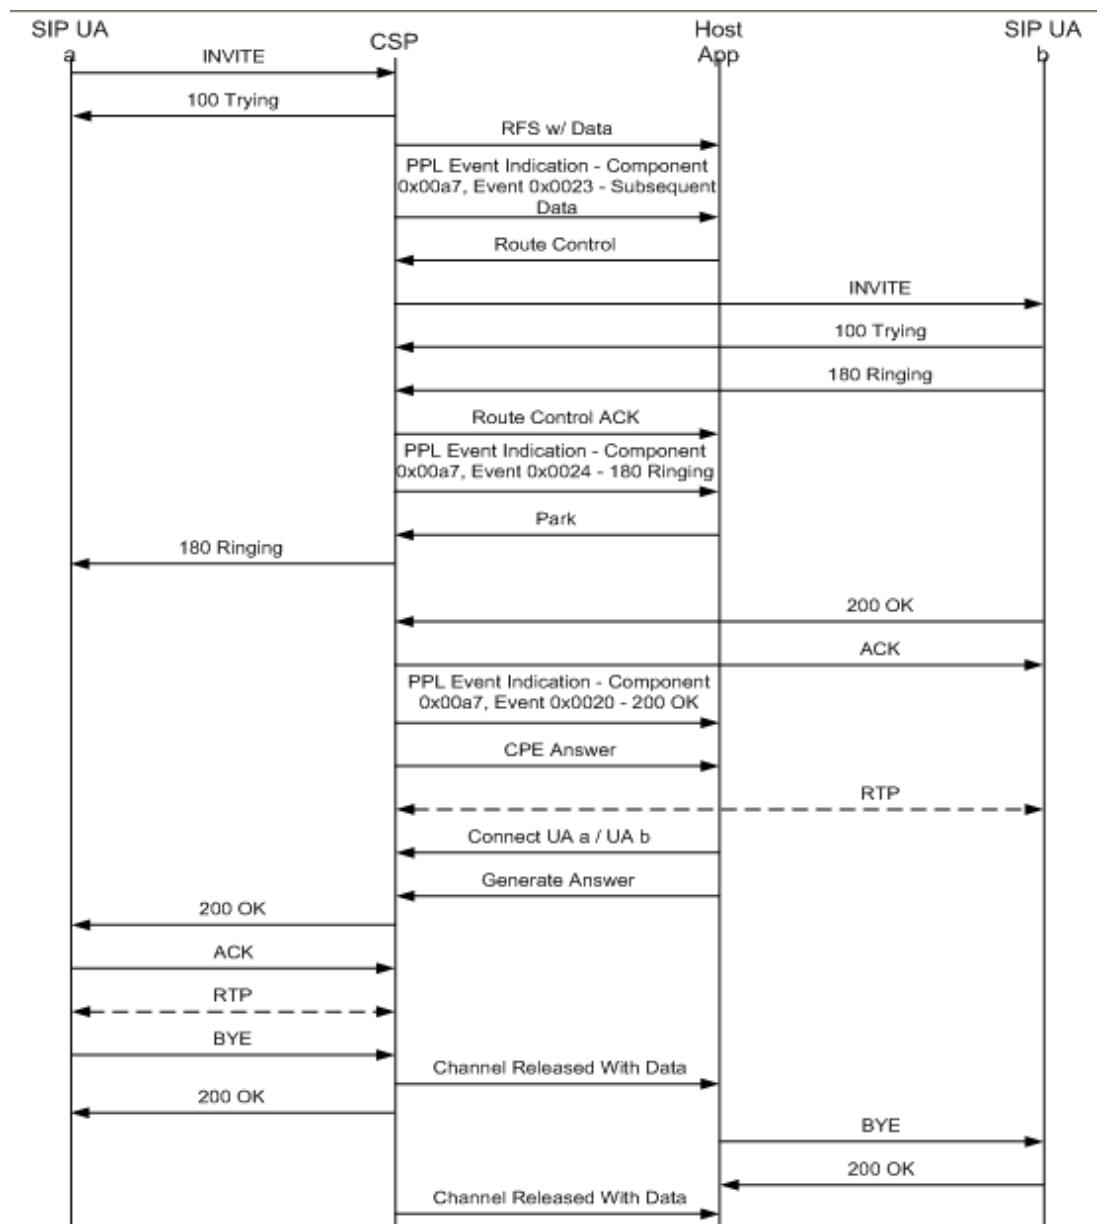 SIP UA
a
CSP
Host
App
SIP UA
b
INVITE
100 Trying
RFS w/ Data
PPL Event Indication - Component
0x00a7, Event 0x0023 - Subsequent
Data
Route Control
INVITE
100 Trying
180 Ringing
Route Control ACK
PPL Event Indication - Component
0x00a7, Event 0x0024 - 180 Ringing
Park
180 Ringing
200 OK
ACK
PPL Event Indication - Component
0x00a7, Event 0x0020 - 200 OK
CPE Answer
RTP
Connect UA a / UA b
Generate Answer
200 OK
ACK
RTP
BYE
Channel Released With Data
200 OK
BYE
200 OK
Channel Released With Data